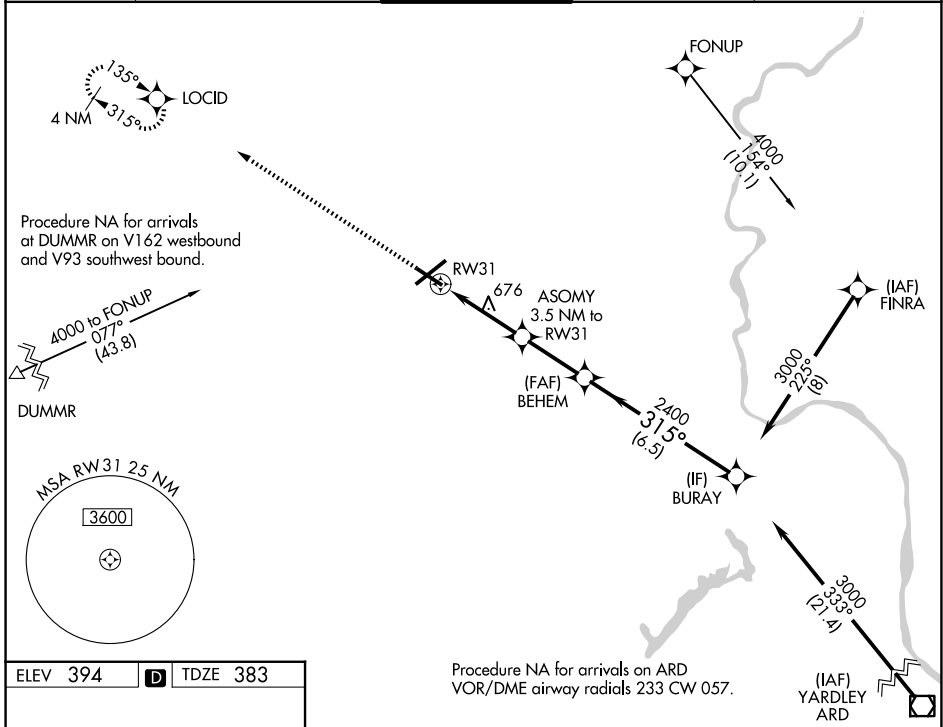 FONUP
135°
LOCID
315°
4 NM
4000
154°
(10.1)
Procedure NA for arrivals
at DUMMR on V162 westbound
and V93 southwest bound.
RW31
676
ASOMY
3.5 NM to
RW31
(IAF)
FINRA
4000 to FONUP
077°
(43.8)
3000
225°
(8)
(FAF)
BEHEM
DUMMR
2400
315°
(6.5)
MSA RW31 25 NM
(IF)
BURAY
3600
3000
333°
(21.4)
ELEV 394 D TDZE 383
Procedure NA for arrivals on ARD
VOR/DME airway radials 233 CW 057.
(IAF)
YARDLEY
ARD